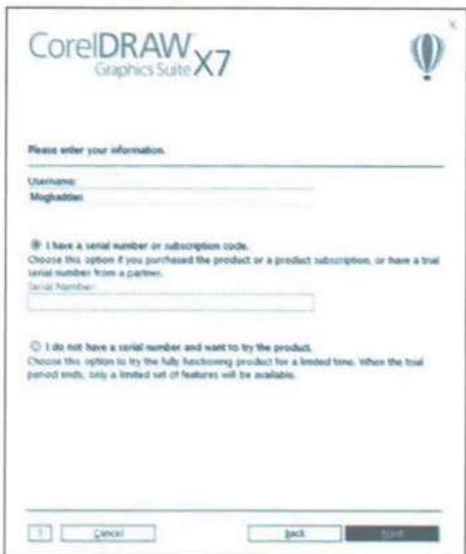 CorelDRAW
Graphics Suite X7
x
Please enter your information.
Username:
Moghaddan
I have a serial number or subscription code.
Choose this option if you purchased the product or a product subscription, or have a trial
serial number from a partner.
Serial Number:
I do not have a serial number and want to try the product.
Choose this option to try the fully functioning product for a limited time. When the trial
period ends, only a limited set of features will be available.
?
Cancel
Back
Next